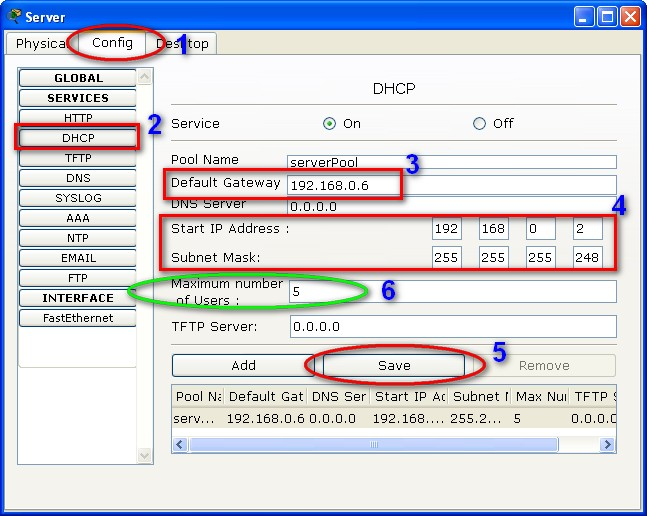 Server
Physical Config Desktop
1
GLOBAL
SERVICES
HTTP
DHCP
2
TFTP
DNS
SYSLOG
AAA
NTP
EMAIL
FTP
INTERFACE
FastEthernet
DHCP
Service On Off
3
Pool Name serverPool
Default Gateway 192.168.0.6
DNS Server 0.0.0.0
4
Start IP Address : 192 168 0 2
Subnet Mask: 255 255 255 248
Maximum number
of Users : 5
6
TFTP Server: 0.0.0.0
5
Add Save Remove
Pool Na Default Gat DNS Ser Start IP Ac Subnet M Max Nur TFTP S
serv... 192.168.0.6 0.0.0.0 192.168.... 255.2... 5 0.0.0.0